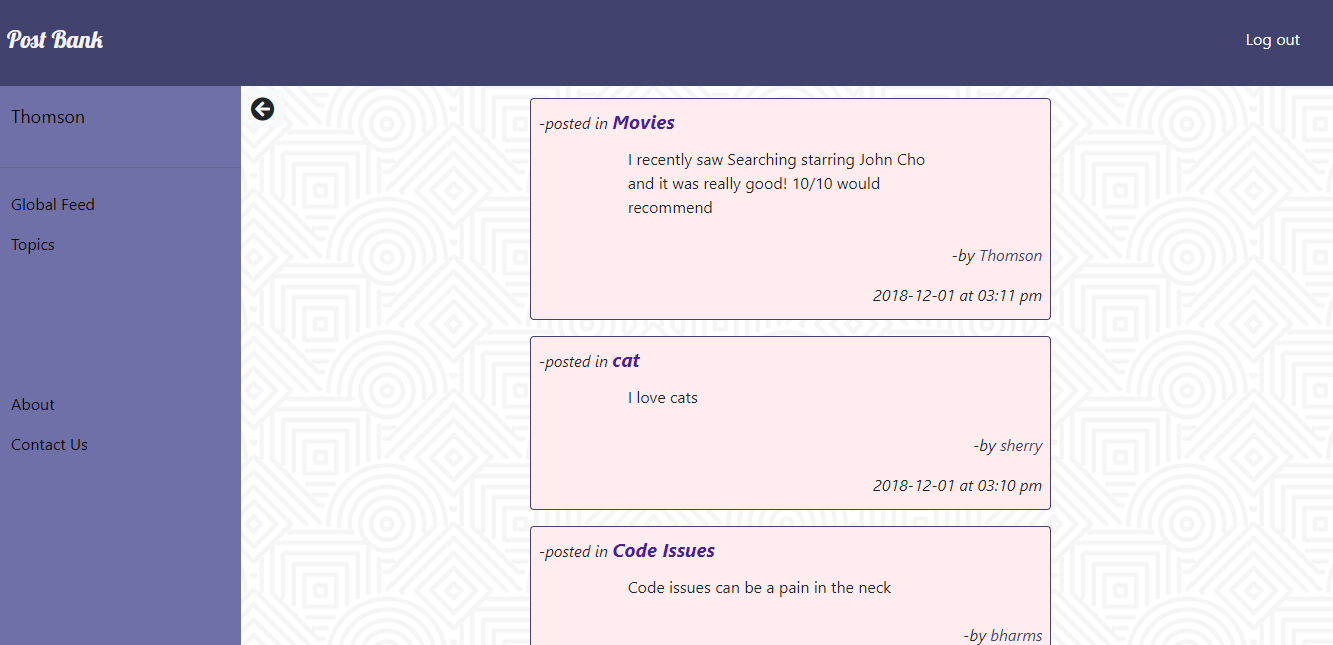 Post Bank
Log out
Thomson
Global Feed
Topics
About
Contact Us
-posted in Movies
I recently saw Searching starring John Cho
and it was really good! 10/10 would
recommend
-by Thomson
2018-12-01 at 03:11 pm
-posted in cat
I love cats
-by sherry
2018-12-01 at 03:10 pm
-posted in Code Issues
Code issues can be a pain in the neck
-by bharms